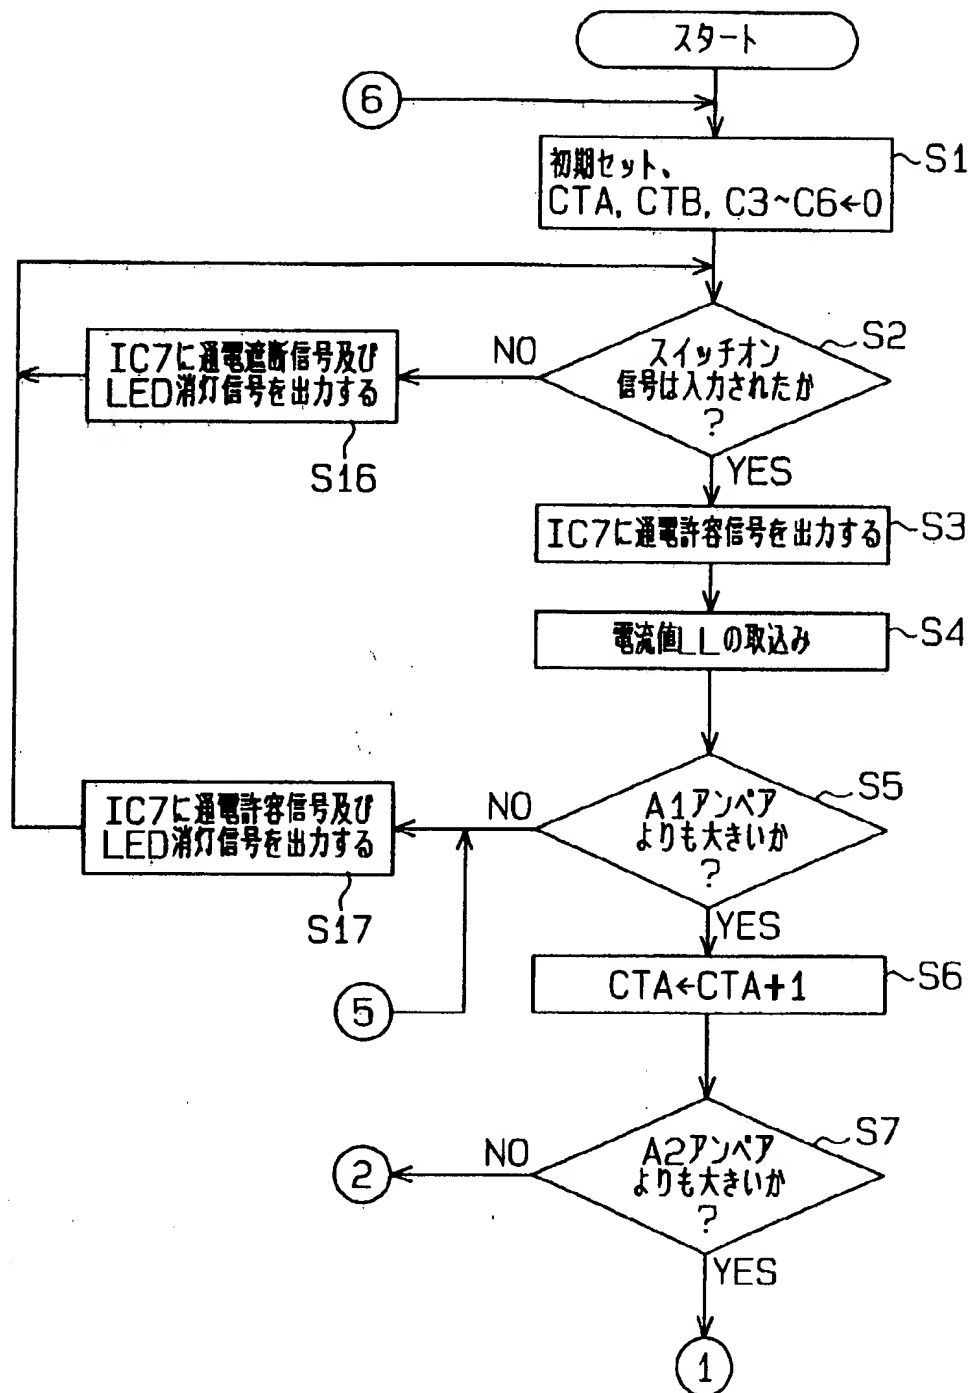 スタート
6
初期セット、
CTA, CTB, C3~C6←0
S1
スイッチオン
信号は入力されたか
?
S2
NO
IC7に通電遮断信号及び
LED消灯信号を出力する
S16
YES
IC7に通電許容信号を出力する
S3
電流値LLの取込み
S4
A1アンペア
よりも大きいか
?
S5
NO
IC7に通電許容信号及び
LED消灯信号を出力する
S17
5
YES
CTA←CTA+1
S6
A2アンペア
よりも大きいか
?
S7
NO
2
YES
1